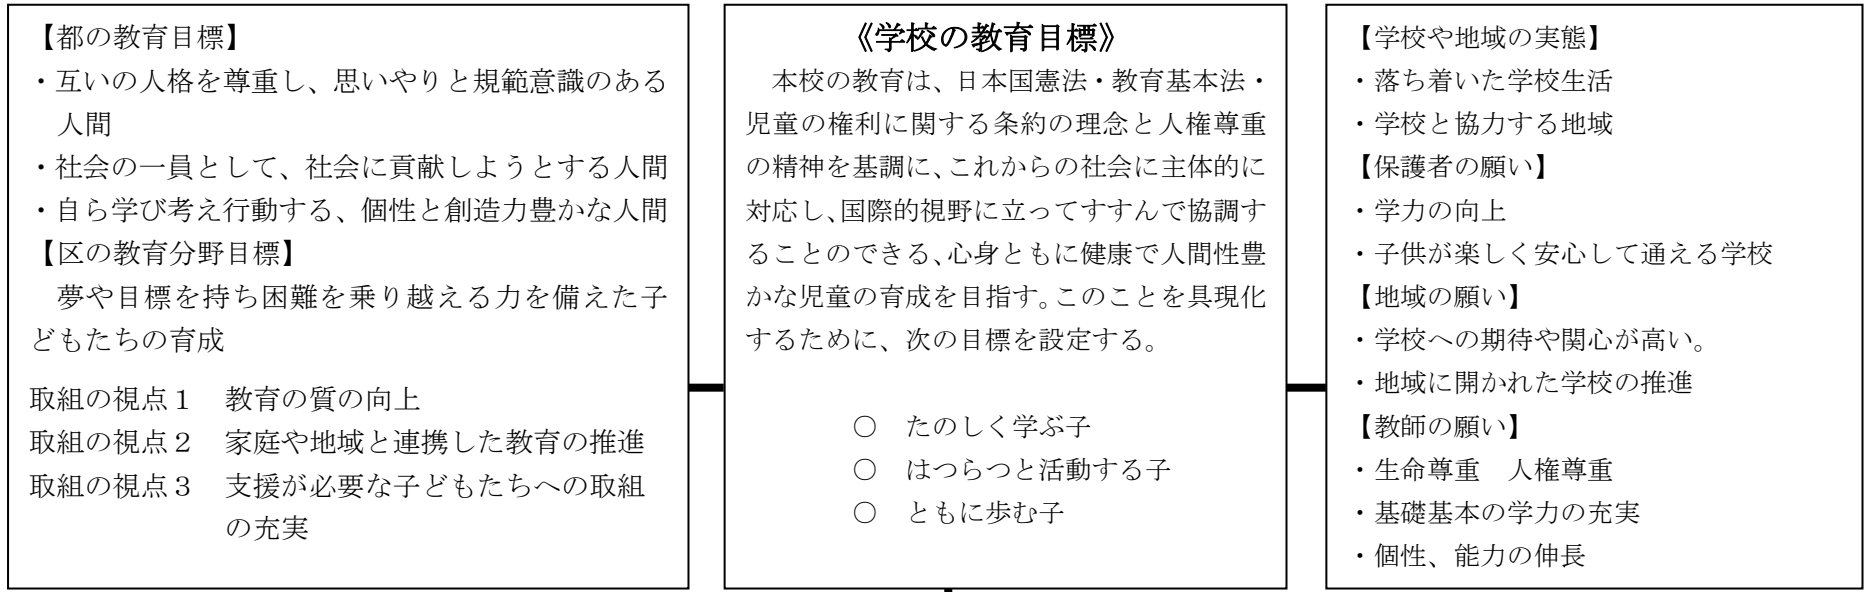 【都の教育目標】
・互いの人格を尊重し、思いやりと規範意識のある
人間
・社会の一員として、社会に貢献しようとする人間
・自ら学び考え行動する、個性と創造力豊かな人間
【区の教育分野目標】
　夢や目標を持ち困難を乗り越える力を備えた子
どもたちの育成
取組の視点１　教育の質の向上
取組の視点２　家庭や地域と連携した教育の推進
取組の視点３　支援が必要な子どもたちへの取組
の充実
《学校の教育目標》
　本校の教育は、日本国憲法・教育基本法・
児童の権利に関する条約の理念と人権尊重
の精神を基調に、これからの社会に主体的に
対応し、国際的視野に立ってすすんで協調す
ることのできる、心身ともに健康で人間性豊
かな児童の育成を目指す。このことを具現化
するために、次の目標を設定する。
○　たのしく学ぶ子
○　はつらつと活動する子
○　ともに歩む子
【学校や地域の実態】
・落ち着いた学校生活
・学校と協力する地域
【保護者の願い】
・学力の向上
・子供が楽しく安心して通える学校
【地域の願い】
・学校への期待や関心が高い。
・地域に開かれた学校の推進
【教師の願い】
・生命尊重　人権尊重
・基礎基本の学力の充実
・個性、能力の伸長